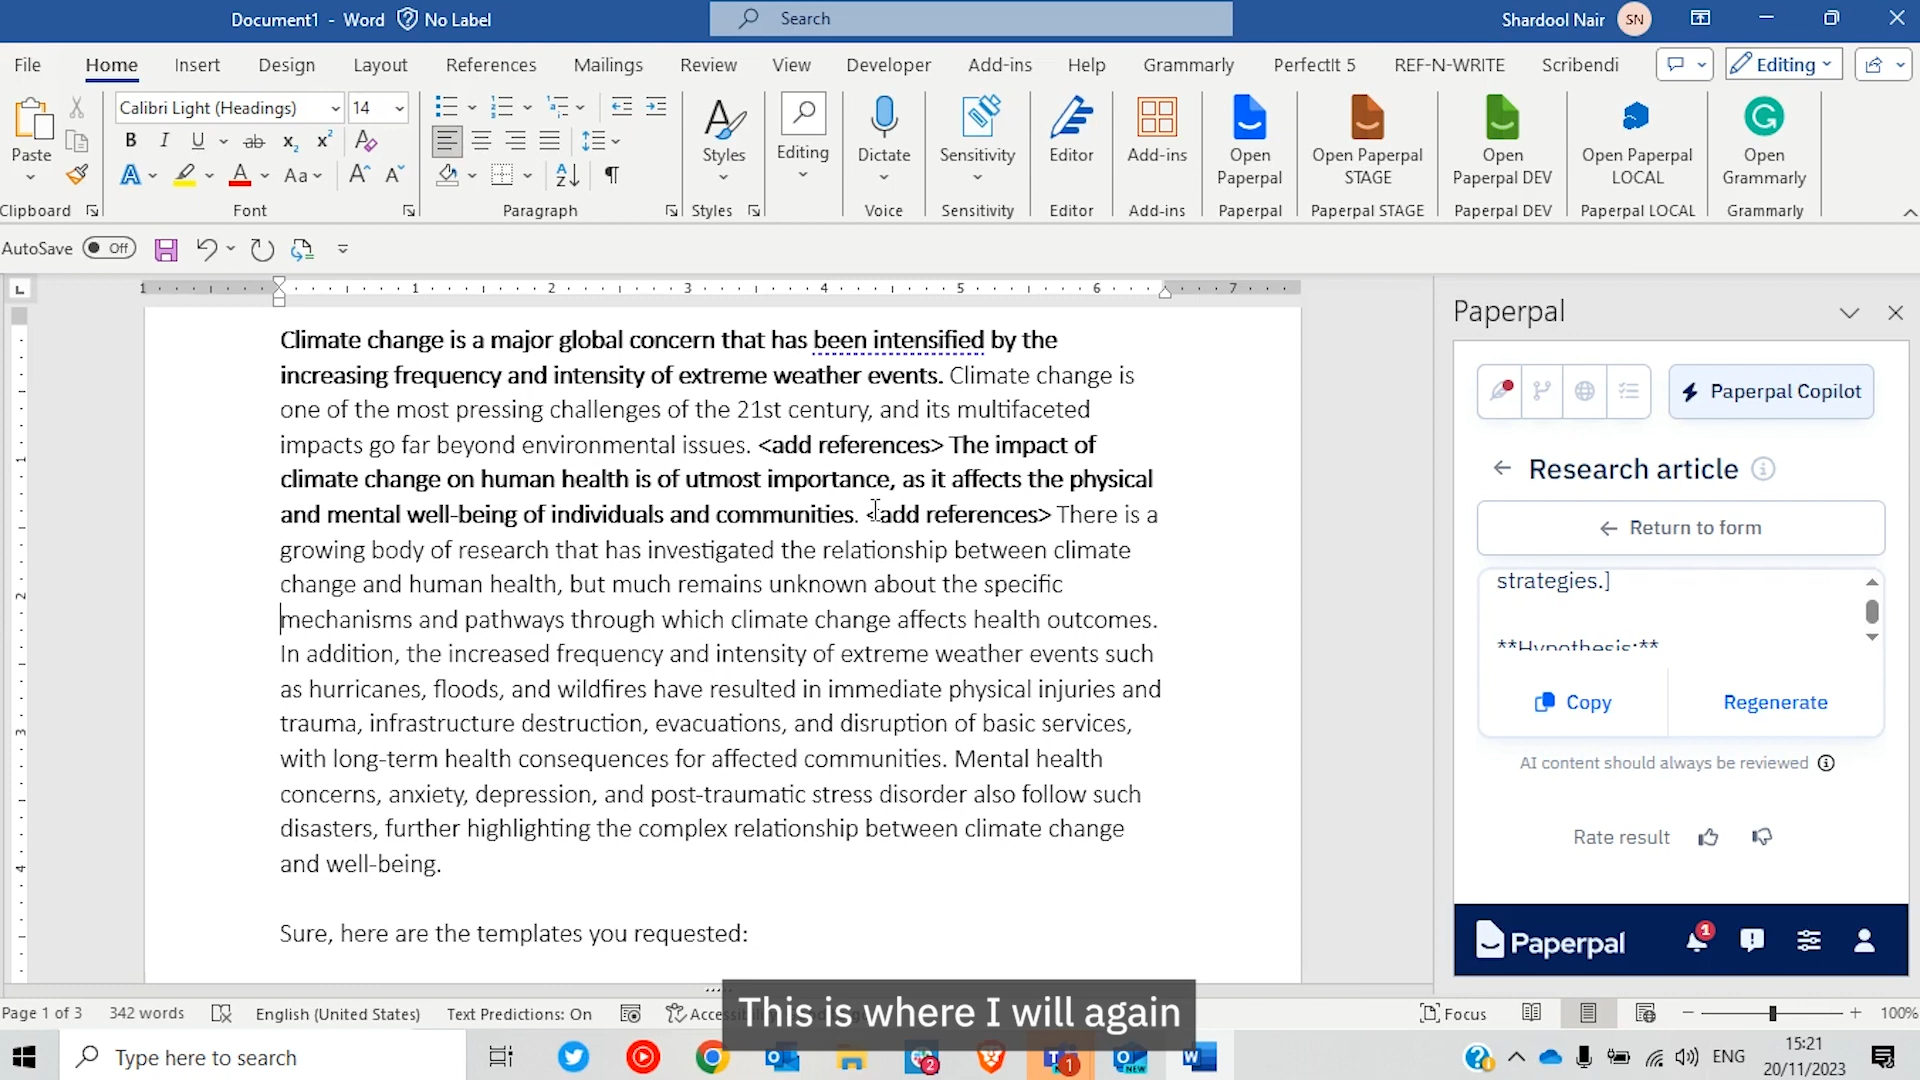 Document1 - Word No Label
Search
Shardool Nair SN
File Home Insert Design Layout References Mailings Review View Developer Add-ins Help Grammarly PerfectIt 5 REF-N-WRITE Scribendi Editing
Paste
Calibri Light (Headings) 14
Styles
Editing
Dictate
Sensitivity
Editor
Add-ins
Open Paperpal
Open Paperpal STAGE
Open Paperpal DEV
Open Paperpal LOCAL
Open Grammarly
Clipboard Font Paragraph Styles Voice Sensitivity Editor Add-ins Paperpal Paperpal STAGE Paperpal DEV Paperpal LOCAL Grammarly
AutoSave Off
1 1 2 3 4 5 6 7
Climate change is a major global concern that has been intensified by the
increasing frequency and intensity of extreme weather events. Climate change is
one of the most pressing challenges of the 21st century, and its multifaceted
impacts go far beyond environmental issues. <add references> The impact of
climate change on human health is of utmost importance, as it affects the physical
and mental well-being of individuals and communities. <add references> There is a
growing body of research that has investigated the relationship between climate
change and human health, but much remains unknown about the specific
mechanisms and pathways through which climate change affects health outcomes.
In addition, the increased frequency and intensity of extreme weather events such
as hurricanes, floods, and wildfires have resulted in immediate physical injuries and
trauma, infrastructure destruction, evacuations, and disruption of basic services,
with long-term health consequences for affected communities. Mental health
concerns, anxiety, depression, and post-traumatic stress disorder also follow such
disasters, further highlighting the complex relationship between climate change
and well-being.
Sure, here are the templates you requested:
Paperpal
Paperpal Copilot
Research article
Return to form
strategies.]
**Hypothesis:**
Copy Regenerate
AI content should always be reviewed
Rate result
Paperpal 1
This is where I will again
Page 1 of 3 342 words English (United States) Text Predictions: On
Focus 100%
Type here to search
2 1 NEW
ENG 15:21
20/11/2023